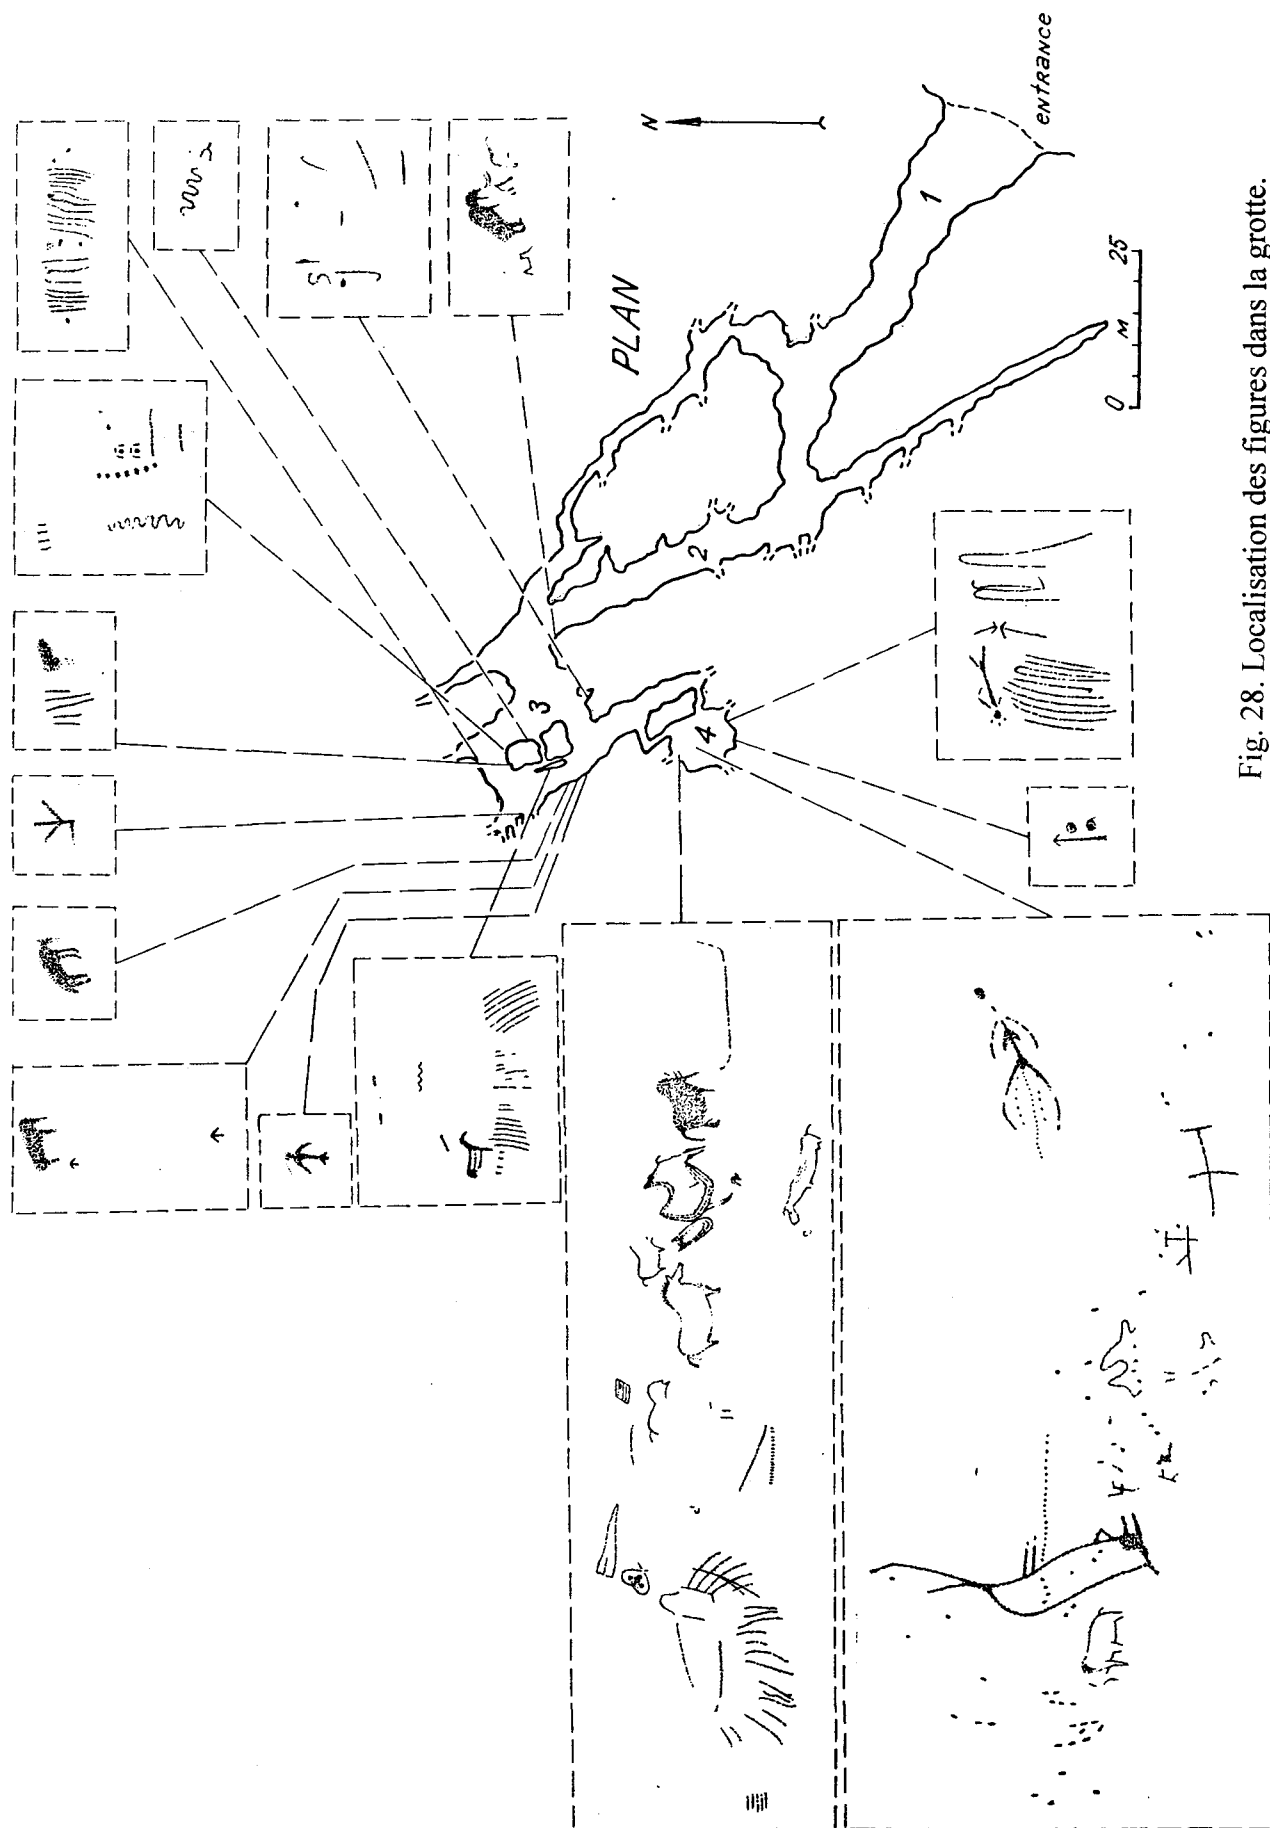 N
PLAN
entrance
1
2
3
4
0 M 25
Fig. 28. Localisation des figures dans la grotte.